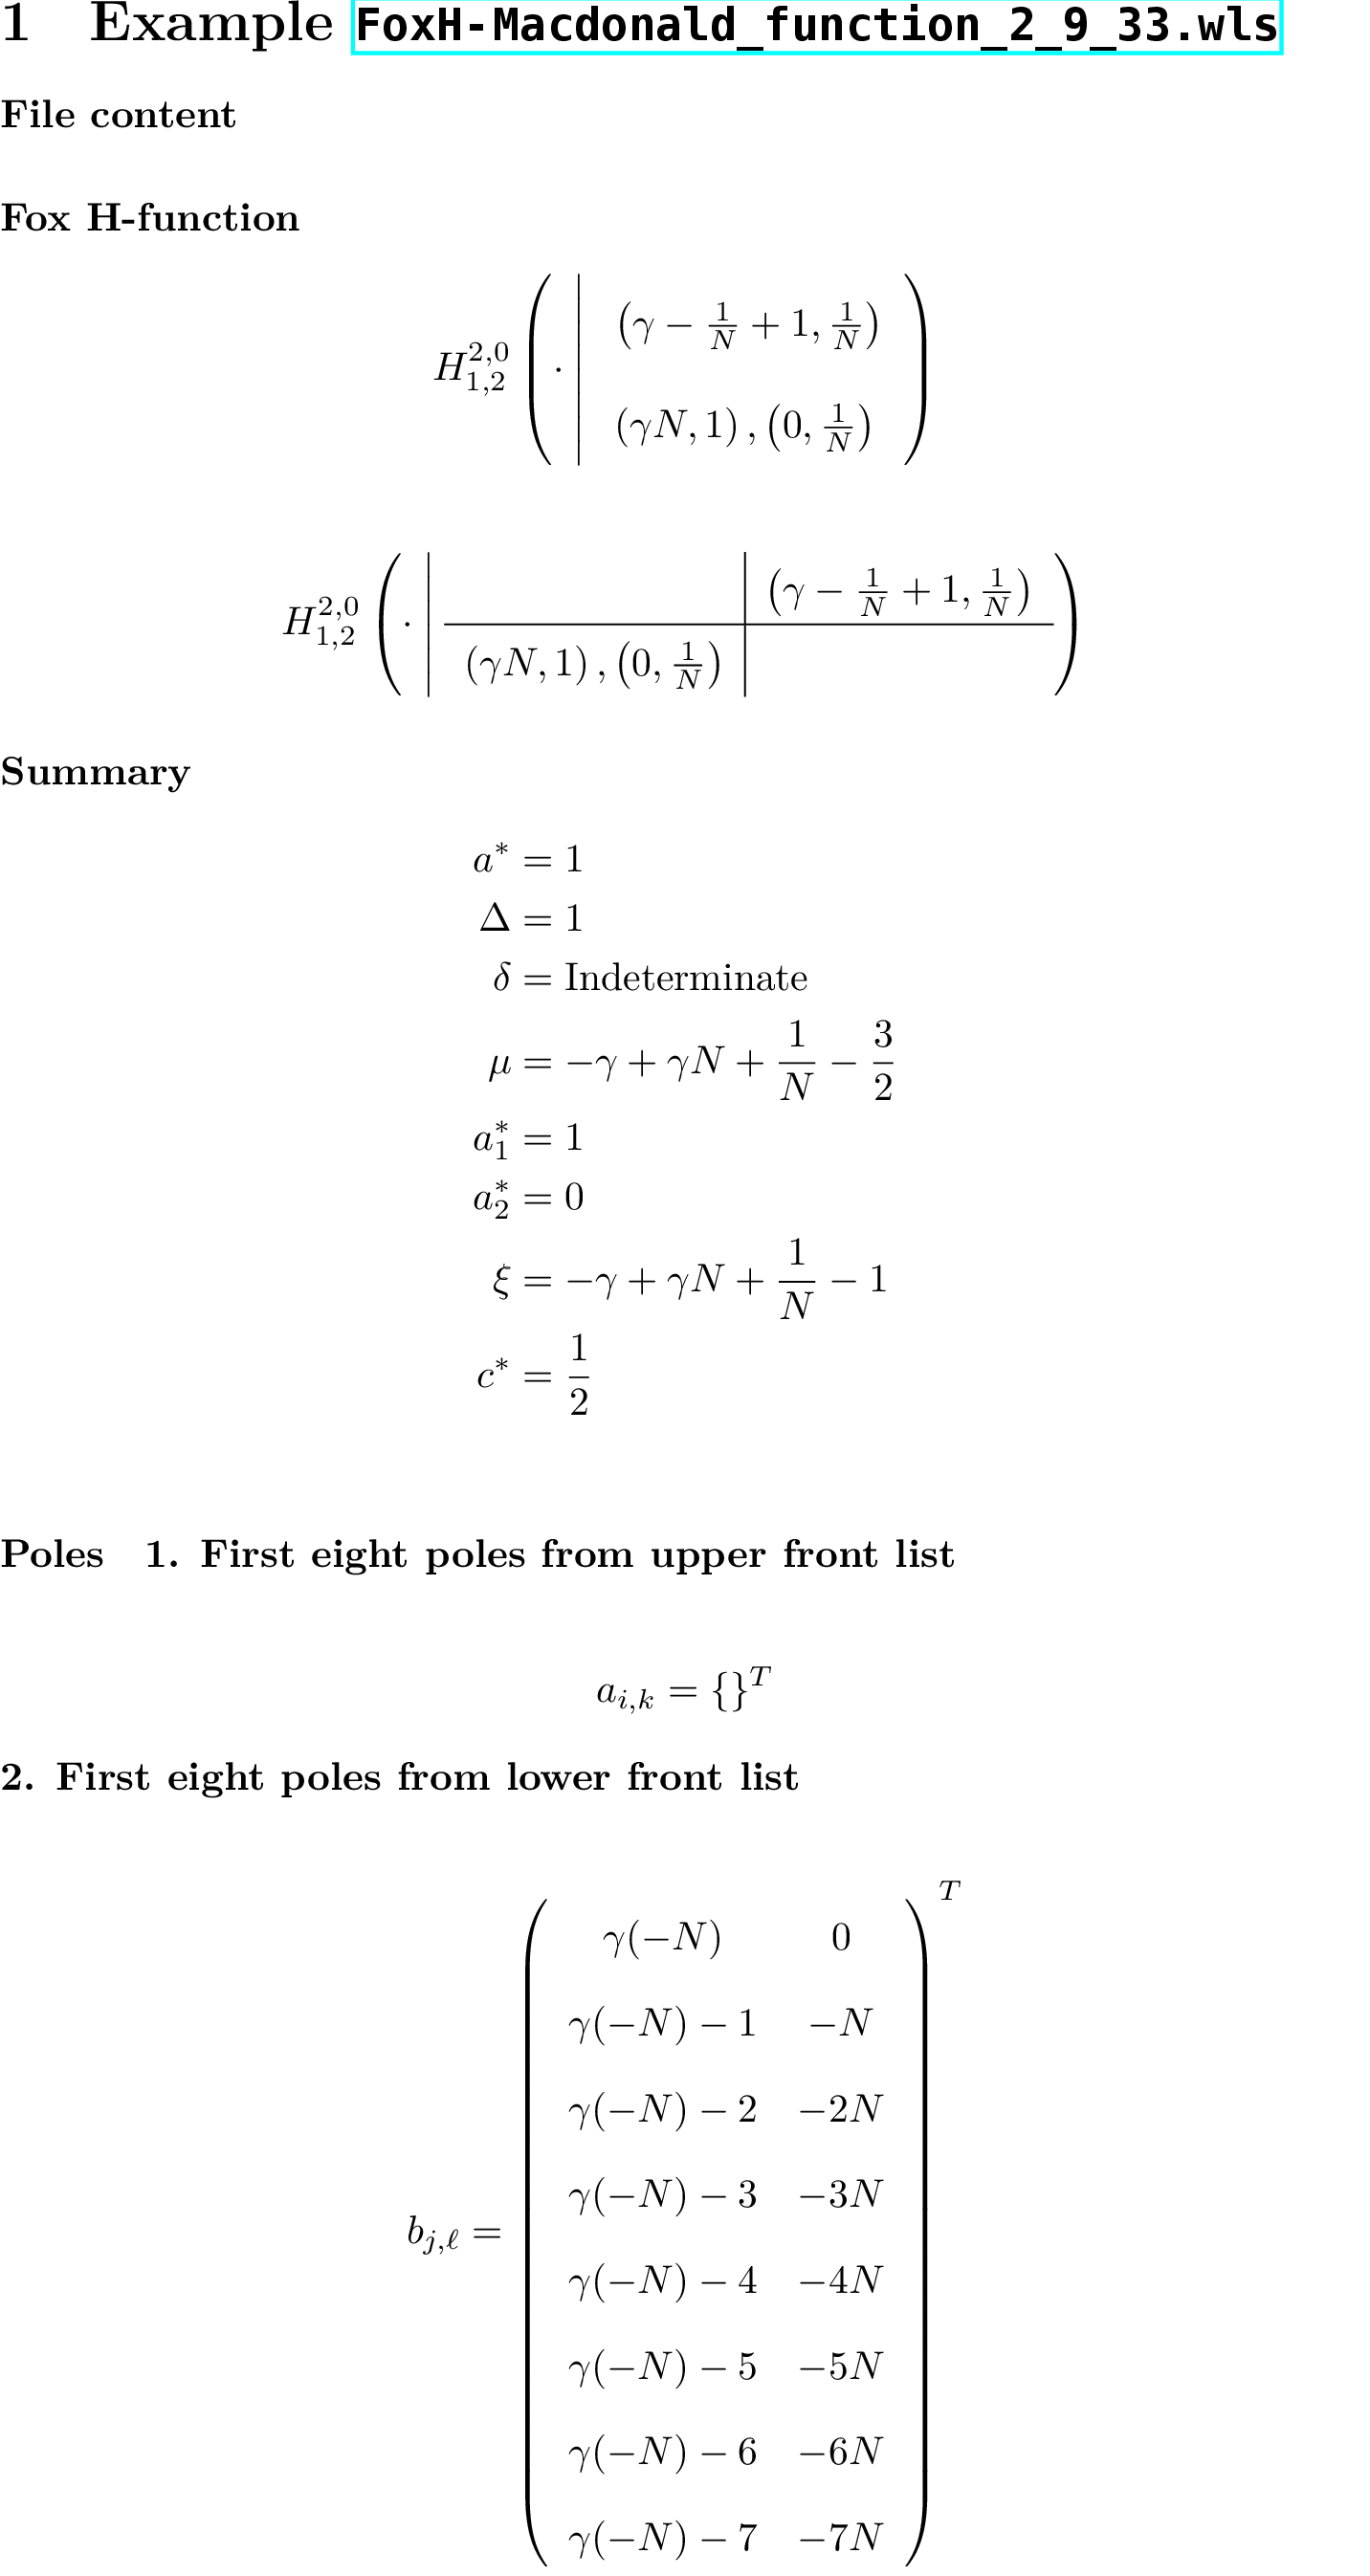 1 Example FoxH-Macdonald_function_2_9_33.wls
File content
Fox H-function
$H_{1,2}^{2,0}\left(\cdot\left|\begin{array}{c}\left(\gamma-\frac{1}{N}+1,\frac{1}{N}\right)\\(\gamma N,1),\left(0,\frac{1}{N}\right)\end{array}\right.\right)$
$H_{1,2}^{2,0}\left(\cdot\left|\begin{array}{c|c} & \left(\gamma-\frac{1}{N}+1,\frac{1}{N}\right)\\\hline(\gamma N,1),\left(0,\frac{1}{N}\right) & \end{array}\right.\right)$
Summary
$a^* = 1$
$\Delta = 1$
$\delta = \text{Indeterminate}$
$\mu = -\gamma+\gamma N+\frac{1}{N}-\frac{3}{2}$
$a_1^* = 1$
$a_2^* = 0$
$\xi = -\gamma+\gamma N+\frac{1}{N}-1$
$c^* = \frac{1}{2}$
Poles 1. First eight poles from upper front list
$a_{i,k} = \{\}^T$
2. First eight poles from lower front list
$b_{j,\ell} = \left(\begin{array}{cc}\gamma(-N) & 0\\\gamma(-N)-1 & -N\\\gamma(-N)-2 & -2N\\\gamma(-N)-3 & -3N\\\gamma(-N)-4 & -4N\\\gamma(-N)-5 & -5N\\\gamma(-N)-6 & -6N\\\gamma(-N)-7 & -7N\end{array}\right)^T$